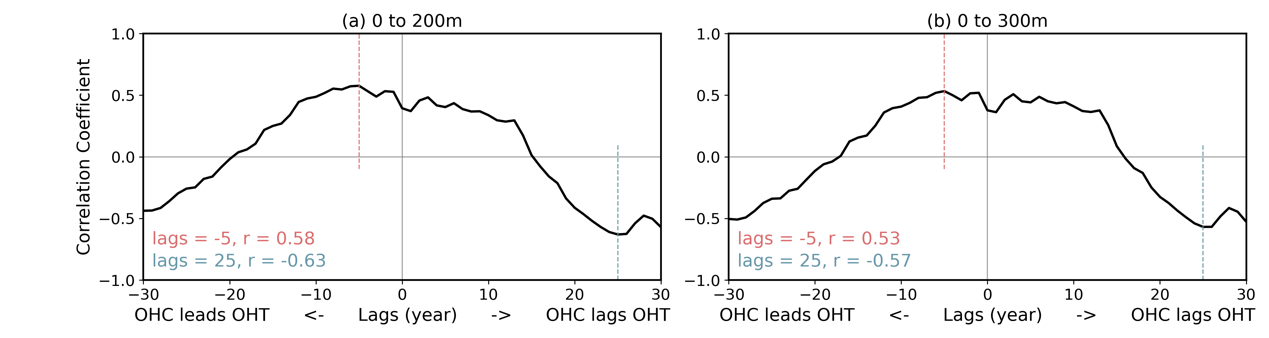 (a) 0 to 200m
Correlation Coefficient
1.0
0.5
0.0
−0.5
−1.0
lags = -5, r = 0.58
lags = 25, r = -0.63
−30 −20 −10 0 10 20 30
OHC leads OHT <- Lags (year) -> OHC lags OHT
(b) 0 to 300m
1.0
0.5
0.0
−0.5
−1.0
lags = -5, r = 0.53
lags = 25, r = -0.57
−30 −20 −10 0 10 20 30
OHC leads OHT <- Lags (year) -> OHC lags OHT